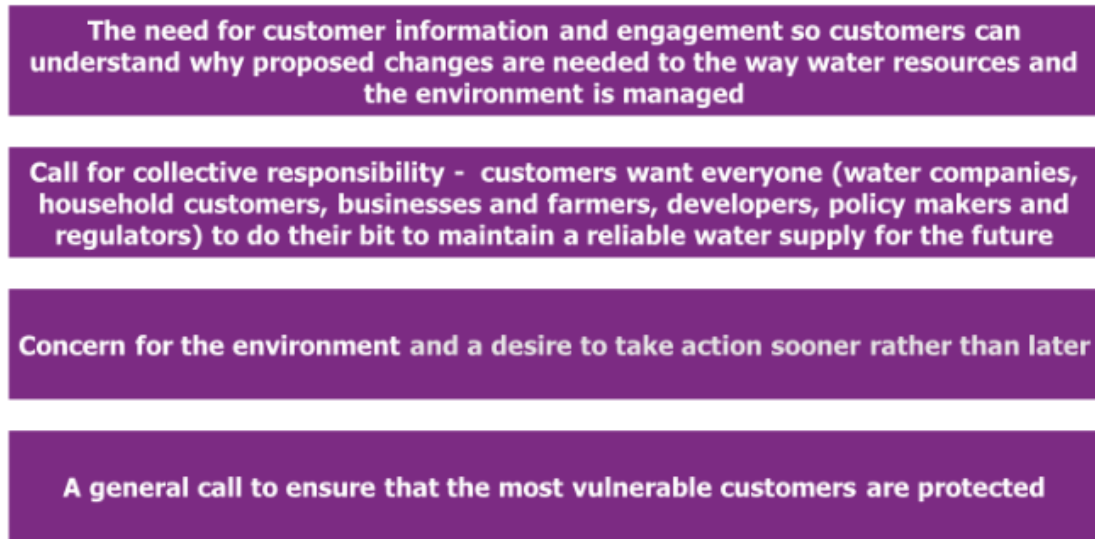 The need for customer information and engagement so customers can
understand why proposed changes are needed to the way water resources and
the environment is managed
Call for collective responsibility -  customers want everyone (water companies,
household customers, businesses and farmers, developers, policy makers and
regulators) to do their bit to maintain a reliable water supply for the future
Concern for the environment and a desire to take action sooner rather than later
A general call to ensure that the most vulnerable customers are protected